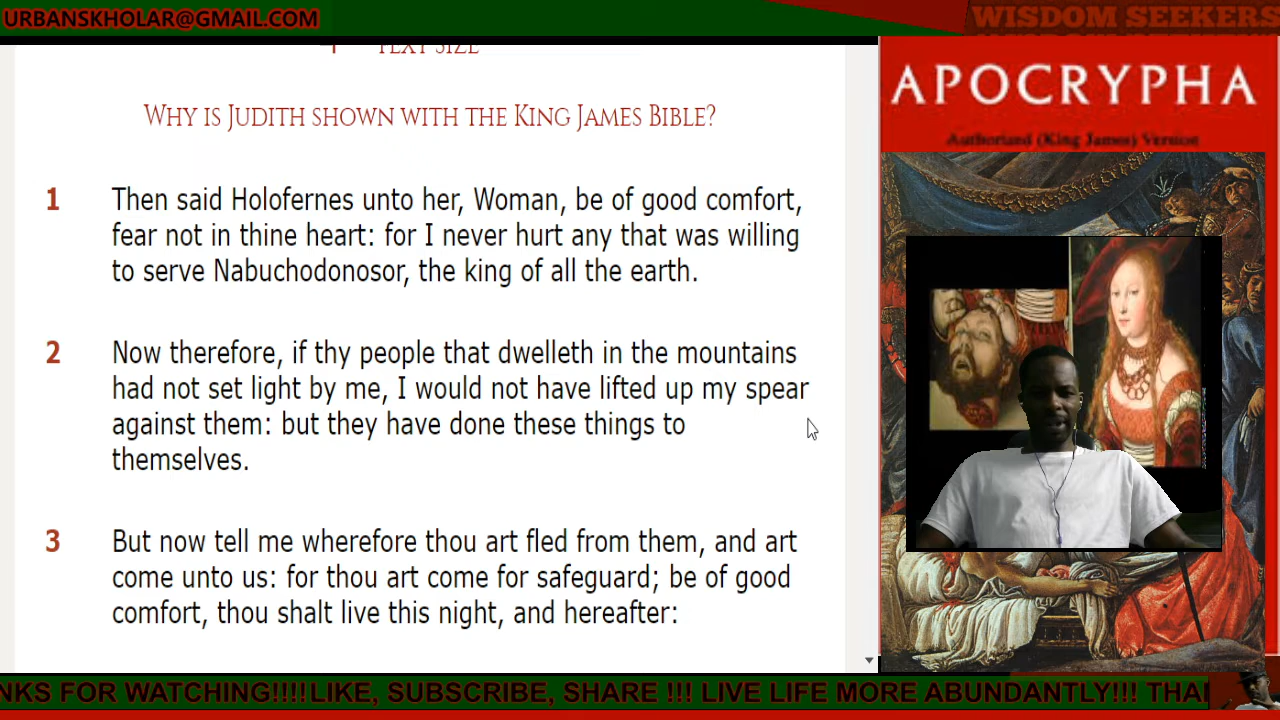 URBANSKHOLAR@GMAIL.COM
WISDOM SEEKERS
TEXT SIZE
WHY IS JUDITH SHOWN WITH THE KING JAMES BIBLE?
1 Then said Holofernes unto her, Woman, be of good comfort,
fear not in thine heart: for I never hurt any that was willing
to serve Nabuchodonosor, the king of all the earth.
2 Now therefore, if thy people that dwelleth in the mountains
had not set light by me, I would not have lifted up my spear
against them: but they have done these things to
themselves.
3 But now tell me wherefore thou art fled from them, and art
come unto us: for thou art come for safeguard; be of good
comfort, thou shalt live this night, and hereafter:
APOCRYPHA
Authorized (King James) Version
NKS FOR WATCHING!!!! LIKE, SUBSCRIBE, SHARE !!! LIVE LIFE MORE ABUNDANTLY!!! THA